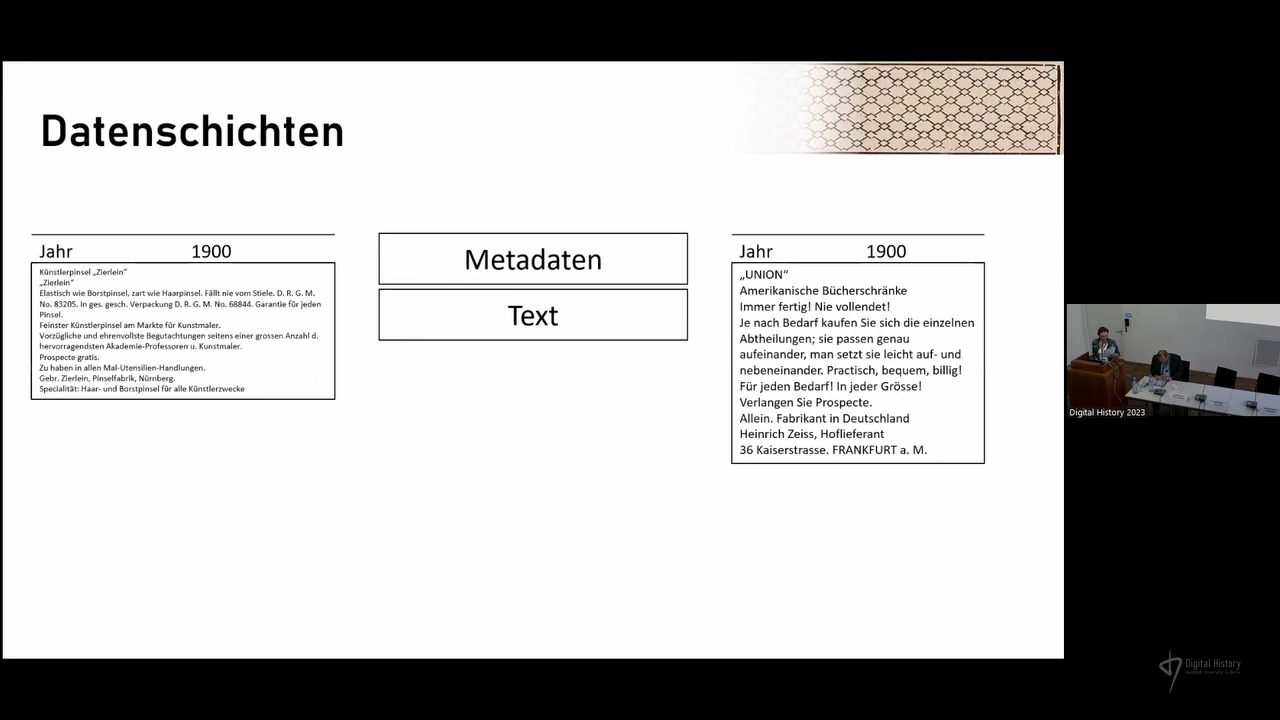 Datenschichten
Jahr 1900
Künstlerpinsel „Zierlein“
„Zierlein“
Elastisch wie Borstpinsel, zart wie Haarpinsel. Fällt nie vom Stiele. D. R. G. M.
No. 83205. In ges. gesch. Verpackung D. R. G. M. No. 68844. Garantie für jeden
Pinsel.
Feinster Künstlerpinsel am Markte für Kunstmaler.
Vorzügliche und ehrenvollste Begutachtungen seitens einer grossen Anzahl d.
hervorragendsten Akademie-Professoren u. Kunstmaler.
Prospecte gratis.
Zu haben in allen Mal-Utensilien-Handlungen.
Gebr. Zierlein, Pinselfabrik, Nürnberg.
Specialität: Haar- und Borstpinsel für alle Künstlerzwecke
Metadaten
Text
Jahr 1900
„UNION“
Amerikanische Bücherschränke
Immer fertig! Nie vollendet!
Je nach Bedarf kaufen Sie sich die einzelnen
Abtheilungen; sie passen genau
aufeinander, man setzt sie leicht auf- und
nebeneinander. Practisch, bequem, billig!
Für jeden Bedarf! In jeder Grösse!
Verlangen Sie Prospecte.
Allein. Fabrikant in Deutschland
Heinrich Zeiss, Hoflieferant
36 Kaiserstrasse. FRANKFURT a. M.
Digital History 2023
Digital History